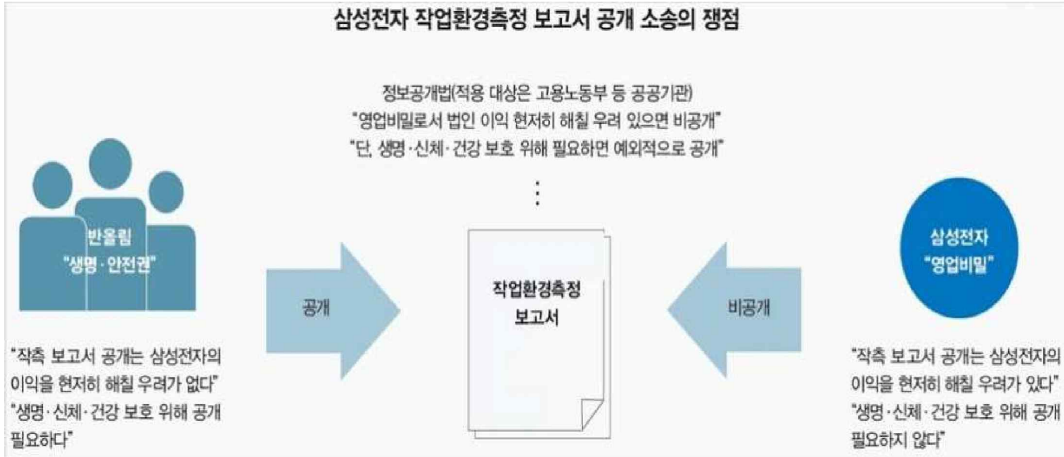 삼성전자 작업환경측정 보고서 공개 소송의 쟁점
정보공개법(적용 대상은 고용노동부 등 공공기관)
“영업비밀로서 법인 이익 현저히 해칠 우려 있으면 비공개”
“단, 생명·신체·건강 보호 위해 필요하면 예외적으로 공개”
반올림
“생명·안전권”
공개
작업환경측정
보고서
비공개
삼성전자
“영업비밀”
“작측 보고서 공개는 삼성전자의
이익을 현저히 해칠 우려가 없다”
“생명·신체·건강 보호 위해 공개
필요하다”
“작측 보고서 공개는 삼성전자의
이익을 현저히 해칠 우려가 있다”
“생명·신체·건강 보호 위해 공개
필요하지 않다”